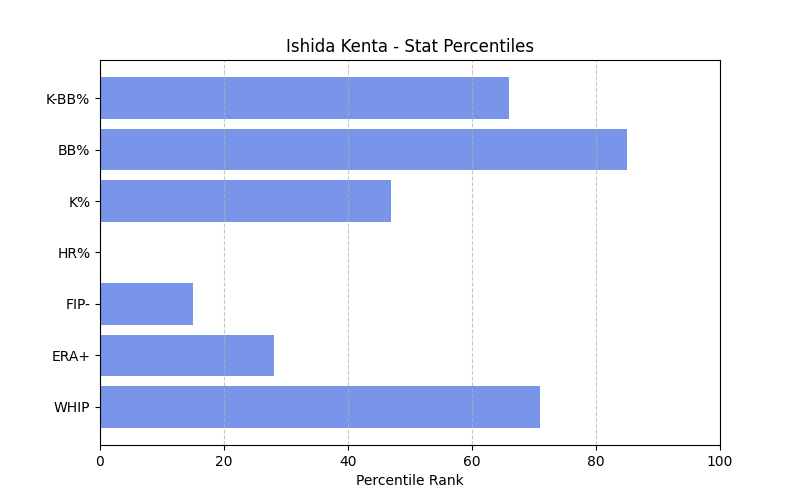 Ishida Kenta - Stat Percentiles
K-BB%
BB%
K%
HR%
FIP-
ERA+
WHIP
0 20 40 60 80 100
Percentile Rank